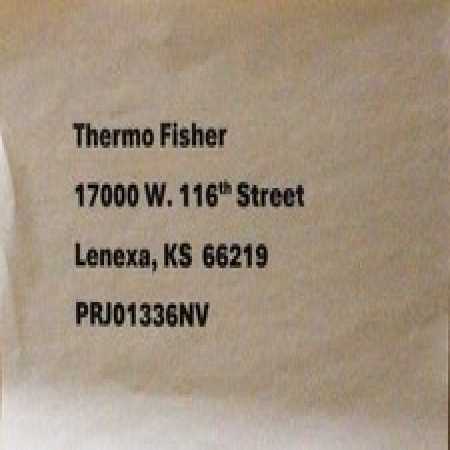 Thermo Fisher
17000 W. 116th Street
Lenexa, KS 66219
PRJ01336NV